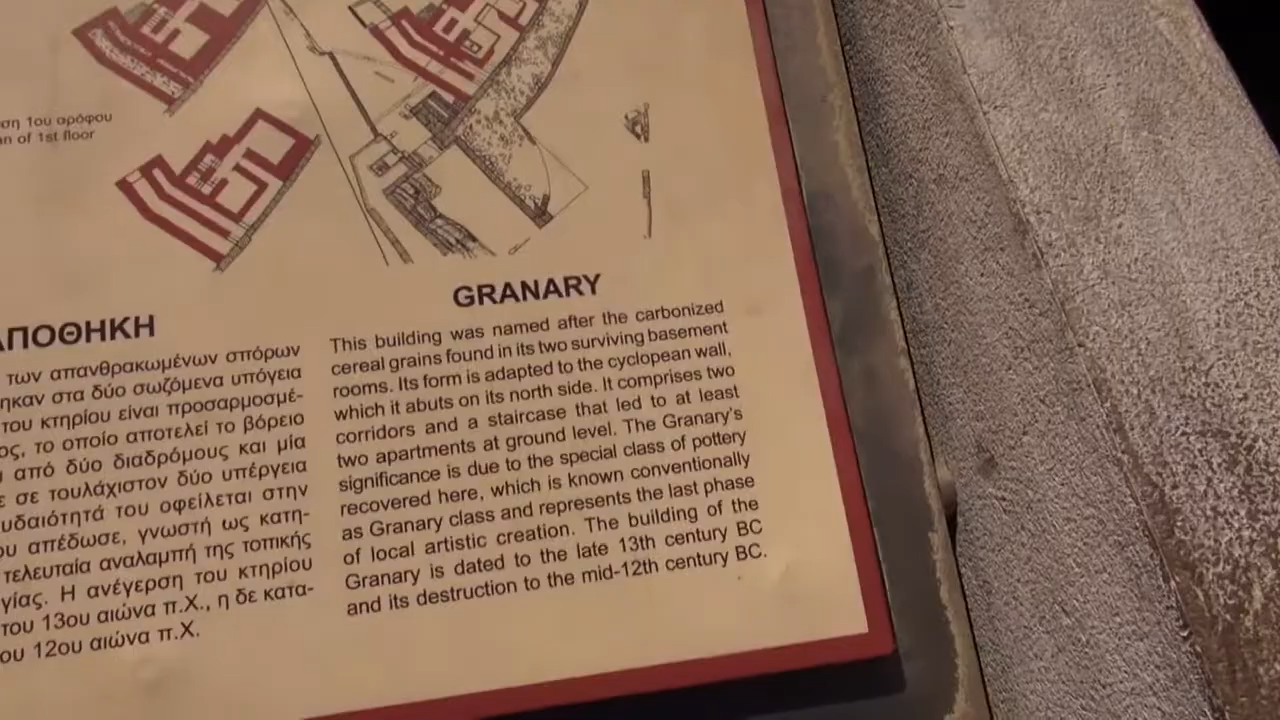 1ου ορόφου
of 1st floor
GRANARY
This building was named after the carbonized
cereal grains found in its two surviving basement
rooms. Its form is adapted to the cyclopean wall,
which it abuts on its north side. It comprises two
corridors and a staircase that led to at least
two apartments at ground level. The Granary's
significance is due to the special class of pottery
recovered here, which is known conventionally
as Granary class and represents the last phase
of local artistic creation. The building of the
Granary is dated to the late 13th century BC
and its destruction to the mid-12th century BC.
ΑΠΟΘΗΚΗ
των απανθρακωμένων σπόρων
στα δύο σωζόμενα υπόγεια
του κτηρίου είναι προσαρμοσμέ-
το οποίο αποτελεί το βόρειο
από δύο διαδρόμους και μία
σε τουλάχιστον δύο υπέργεια
του οφείλεται στην
απέδωσε, γνωστή ως κατη-
τελευταία αναλαμπή της τοπικής
Η ανέγερση του κτηρίου
του 13ου αιώνα π.Χ., η δε κατα-
12ου αιώνα π.Χ.